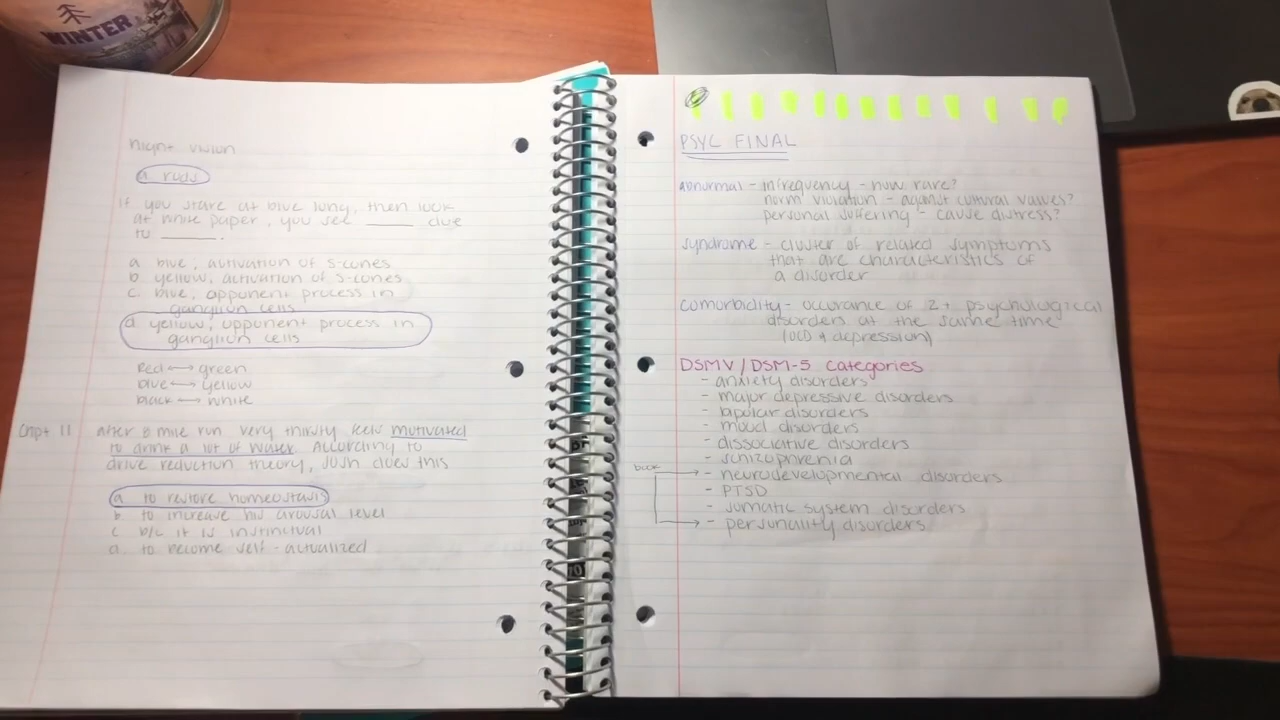 WINTER
night vision
a. rods
If you stare at blue long, then look
at white paper, you see ______ due
to ______.
a blue, activation of s-cones
b yellow, activation of s-cones
c. blue, opponent process in
ganglion cells
d. yellow, opponent process in
ganglion cells
Red ⟷ green
blue ⟷ yellow
black ⟷ white
Chpt 11 after 8 mile run very thirsty feels motivated
to drink a lot of water. According to
drive reduction theory, Josh does this
a to restore homeostasis
b. to increase his arousal level
c b/c it is instinctual
d. to become self-actualized
PSYC FINAL
Abnormal - infrequency - how rare?
norm violation - against cultural values?
personal suffering - cause distress?
syndrome - cluster of related symptoms
that are characteristics of
a disorder
comorbidity - occurance of 2+ psychological
disorders at the same time
(OCD & depression)
DSMV/DSM-5 categories
- anxiety disorders
- major depressive disorders
- bipolar disorders
- mood disorders
- dissociative disorders
- schizophrenia
book - neurodevelopmental disorders
- PTSD
- somatic system disorders
- personality disorders